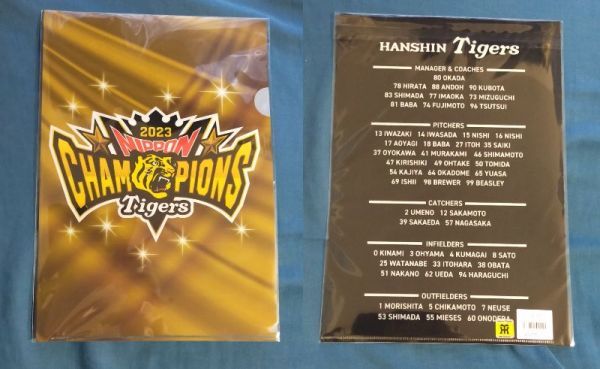 2023
NIPPON
CHAMPIONS
Tigers
HANSHIN Tigers
MANAGER & COACHES
80 OKADA
78 HIRATA 88 ANDOH 90 KUBOTA
83 SHIMADA 77 IMAOKA 73 MIZUGUCHI
81 BABA 74 FUJIMOTO 96 TSUTSUI
PITCHERS
13 IWAZAKI 14 IWASADA 15 NISHI 16 NISHI
17 AOYAGI 18 BABA 27 ITOH 35 SAIKI
37 OYOKAWA 41 MURAKAMI 46 SHIMAMOTO
47 KIRISHIKI 49 OHTAKE 50 TOMIDA
54 KAJIYA 64 OKADOME 65 YUASA
69 ISHII 98 BREWER 99 BEASLEY
CATCHERS
2 UMENO 12 SAKAMOTO
39 SAKAEDA 57 NAGASAKA
INFIELDERS
0 KINAMI 3 OHYAMA 4 KUMAGAI 8 SATO
25 WATANABE 33 ITOHARA 38 OBATA
51 NAKANO 62 UEDA 94 HARAGUCHI
OUTFIELDERS
1 MORISHITA 5 CHIKAMOTO 7 NEUSE
53 SHIMADA 55 MIESES 60 ONODERA